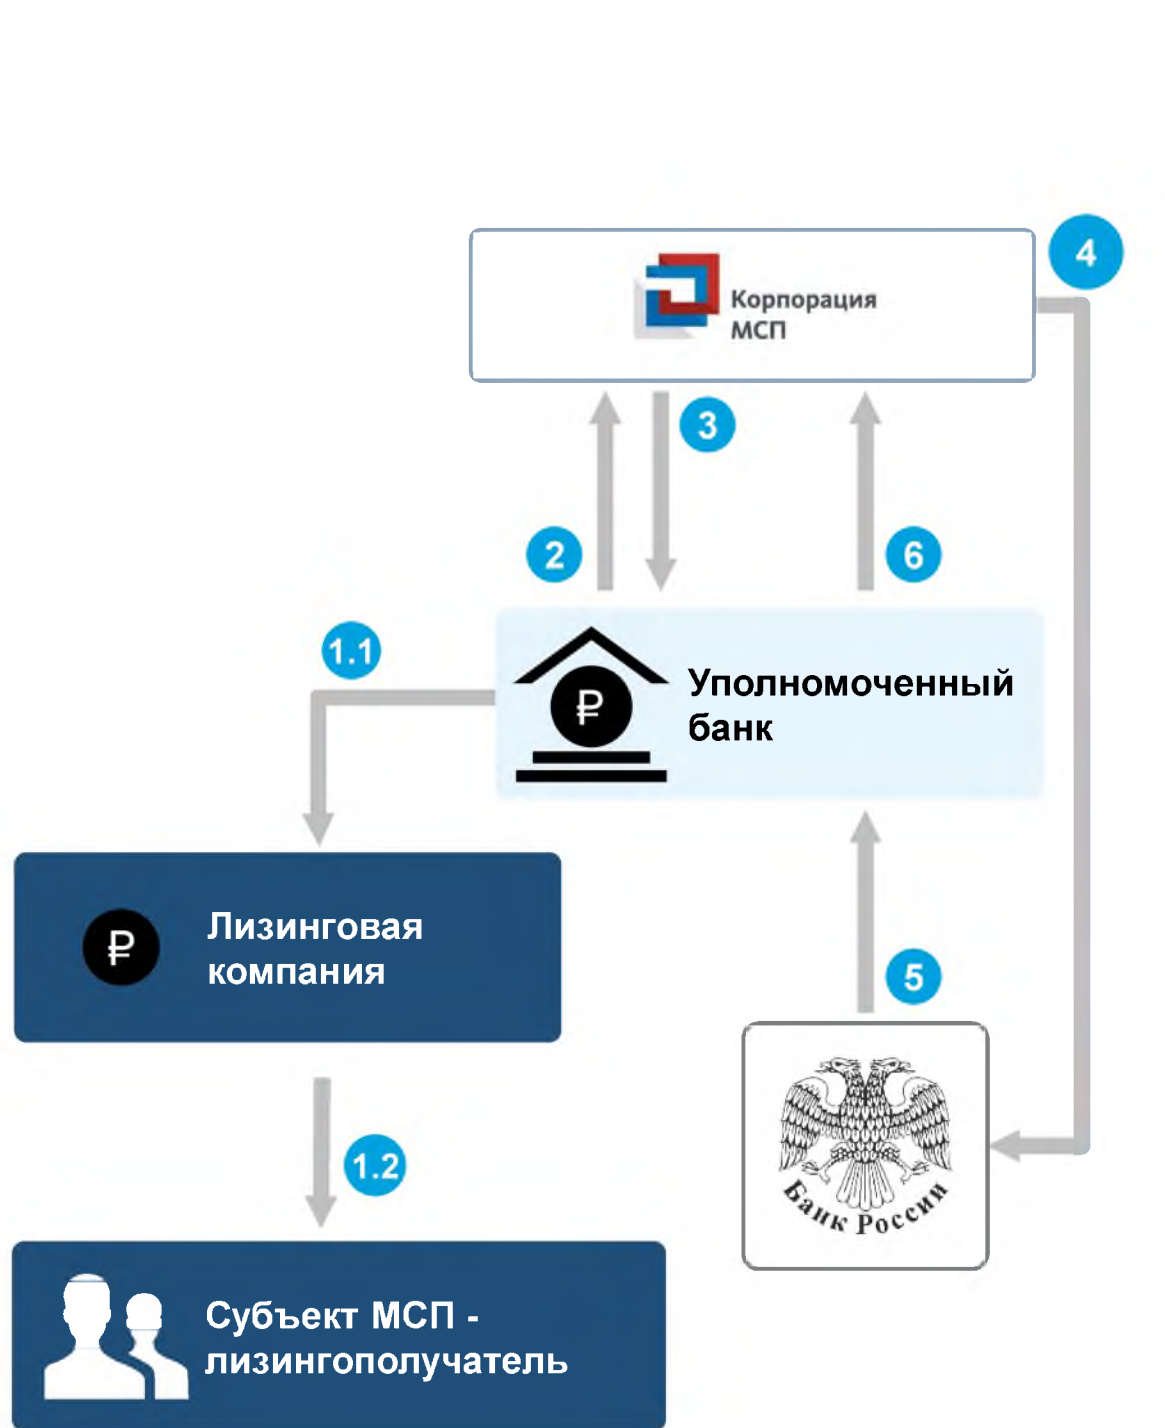 4
Корпорация
МСП
3
2
6
1.1
₽
Уполномоченный
банк
₽
Лизинговая
компания
5
1.2
Банк России
Субъект МСП -
лизингополучатель